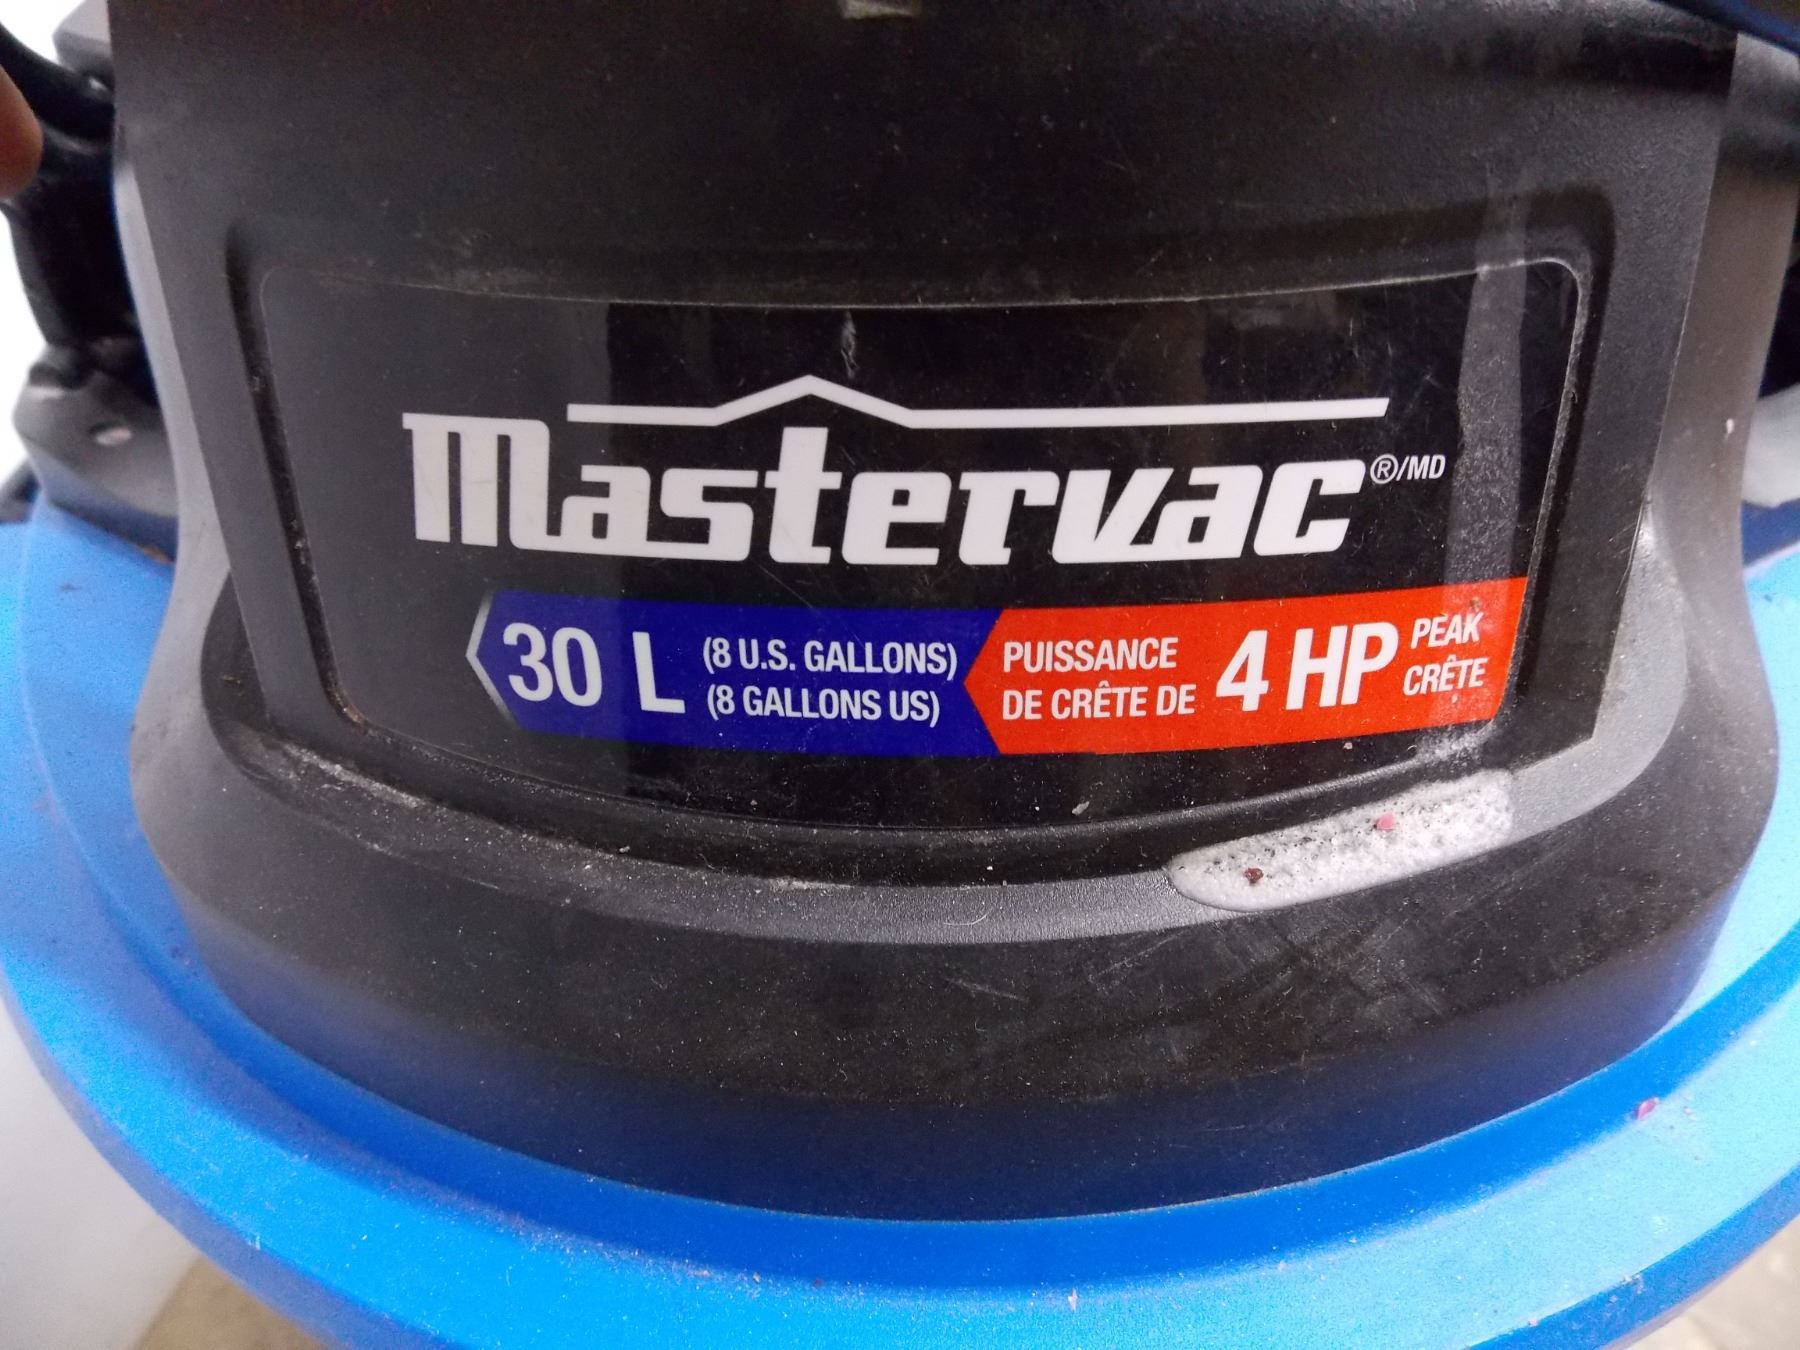 Mastervac®/MD
30 L (8 U.S. GALLONS)
(8 GALLONS US)
PUISSANCE
DE CRÊTE DE
4 HP PEAK
CRÊTE